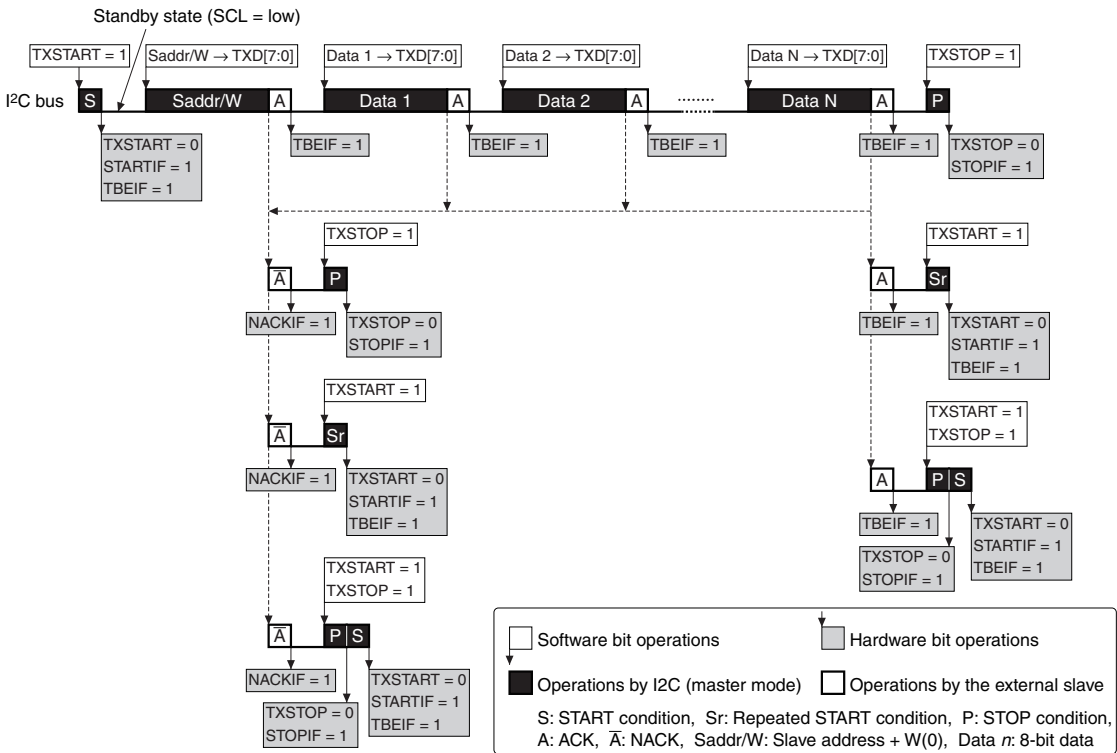 Standby state (SCL = low)
TXSTART = 1
Saddr/W → TXD[7:0]
Data 1 → TXD[7:0]
Data 2 → TXD[7:0]
Data N → TXD[7:0]
TXSTOP = 1
I²C bus
S
Saddr/W
A
Data 1
A
Data 2
A
Data N
A
P
TXSTART = 0
STARTIF = 1
TBEIF = 1
TBEIF = 1
TBEIF = 1
TBEIF = 1
TBEIF = 1
TXSTOP = 0
STOPIF = 1
TXSTOP = 1
A̅
P
NACKIF = 1
TXSTOP = 0
STOPIF = 1
TXSTART = 1
A̅
Sr
NACKIF = 1
TXSTART = 0
STARTIF = 1
TBEIF = 1
TXSTART = 1
TXSTOP = 1
A̅
P
S
NACKIF = 1
TXSTOP = 0
STOPIF = 1
TXSTART = 0
STARTIF = 1
TBEIF = 1
TXSTART = 1
A
Sr
TBEIF = 1
TXSTART = 0
STARTIF = 1
TBEIF = 1
TXSTART = 1
TXSTOP = 1
A
P
S
TBEIF = 1
TXSTOP = 0
STOPIF = 1
TXSTART = 0
STARTIF = 1
TBEIF = 1
Software bit operations
Hardware bit operations
Operations by I2C (master mode)
Operations by the external slave
S: START condition, Sr: Repeated START condition, P: STOP condition,
A: ACK, A̅: NACK, Saddr/W: Slave address + W(0), Data n: 8-bit data